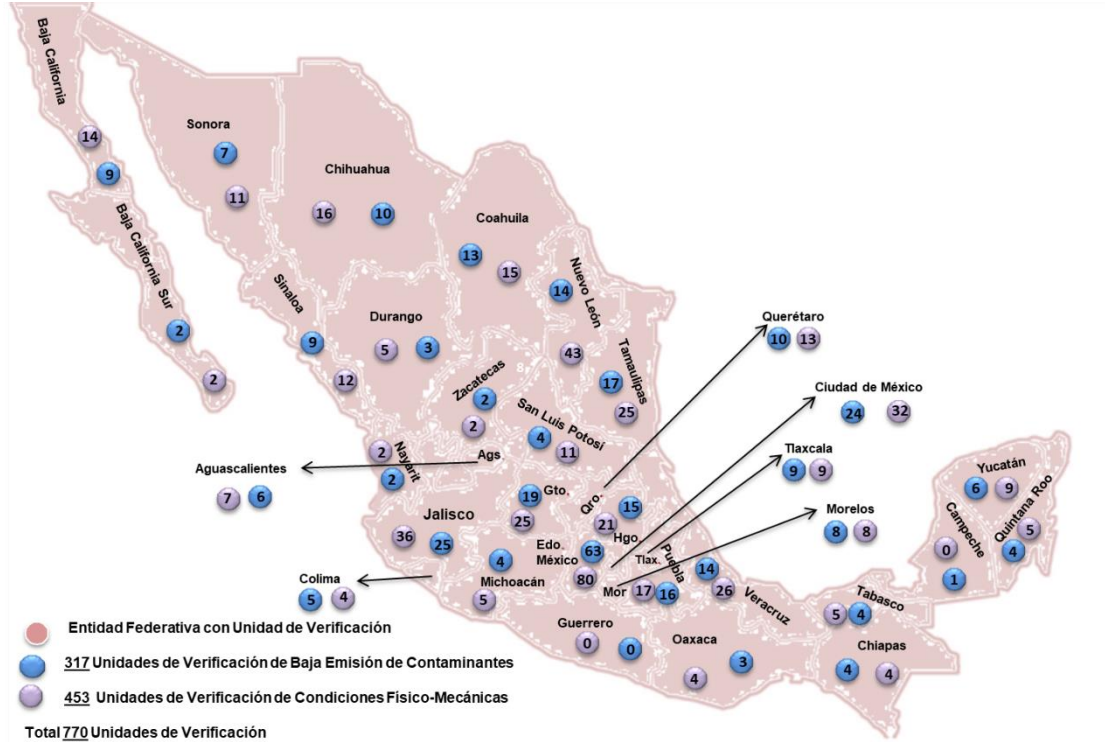 Baja California
14
9
Sonora
7
11
Chihuahua
16
10
Coahuila
13
15
Nuevo León
14
43
Baja California Sur
2
2
Sinaloa
9
12
Durango
5
3
Zacatecas
8
2
2
San Luis Potosí
4
11
Tamaulipas
17
25
Querétaro
10 13
Ciudad de México
24 32
Tlaxcala
9 9
Morelos
8 8
Nayarit
2
2
Ags
Aguascalientes
7 6
Jalisco
36
25
Gto.
19
25
Qro.
15
21
Hgo.
Edo.
México
63
80
Tlax.
Mor
Puebla
17
16
14
26
Veracruz
Michoacán
4
5
Colima
5 4
Guerrero
0 0
Oaxaca
3
4
Tabasco
5 4
Chiapas
4 4
Campeche
0
1
Yucatán
6 9
Quintana Roo
5
4
Entidad Federativa con Unidad de Verificación
317 Unidades de Verificación de Baja Emisión de Contaminantes
453 Unidades de Verificación de Condiciones Físico-Mecánicas
Total 770 Unidades de Verificación